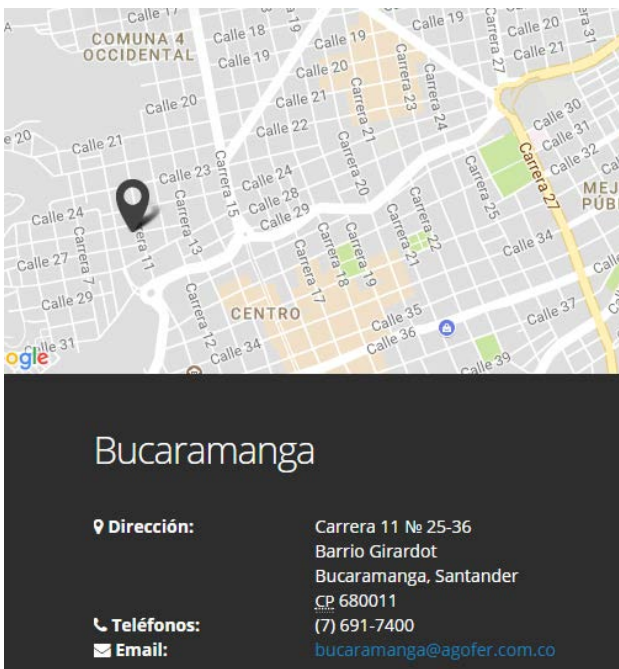 Calle 17
Calle 18
Calle 19
Carrera 19
Calle 19
Carrera 27
Calle 20
Calle 21
COMUNA 4
OCCIDENTAL
Calle 19
Calle 20
Calle 20
Calle 21
Calle 22
Carrera 21
Carrera 23
Carrera 24
Calle 30
Calle 31
Calle 32
Calle 21
Calle 23
Carrera 15
Calle 24
Calle 28
Calle 29
Carrera 20
Carrera 25
Carrera 27
Calle 24
Carrera 7
Carrera 13
Carrera 22
Carrera 21
Calle 34
Calle 27
Carrera 18
Carrera 19
Calle 29
Carrera 12
CENTRO
Carrera 17
Calle 35
Calle 36
Calle 37
Calle 34
Calle 39
Bucaramanga
Dirección:
Carrera 11 № 25-36
Barrio Girardot
Bucaramanga, Santander
CP 680011
Teléfonos:
(7) 691-7400
Email:
bucaramanga@agofer.com.co